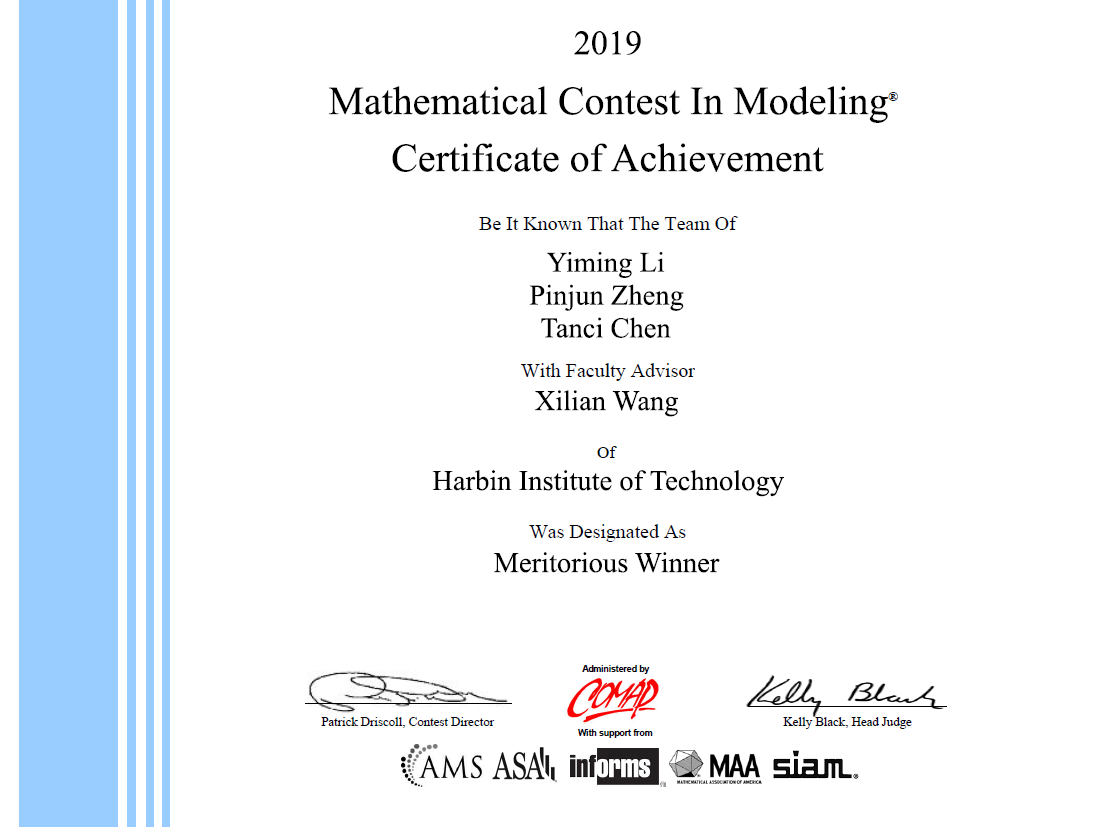 2019
Mathematical Contest In Modeling®
Certificate of Achievement
Be It Known That The Team Of
Yiming Li
Pinjun Zheng
Tanci Chen
With Faculty Advisor
Xilian Wang
Of
Harbin Institute of Technology
Was Designated As
Meritorious Winner
Administered by
COMAP
Kelly Black
Patrick Driscoll, Contest Director
Kelly Black, Head Judge
With support from
AMS ASA informs MAA siam®
MATHEMATICAL ASSOCIATION OF AMERICA